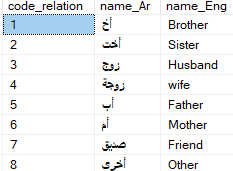 code_relation name_Ar name_Eng
1 أخ Brother
2 أخت Sister
3 زوج Husband
4 زوجة wife
5 أب Father
6 أم Mother
7 صديق Friend
8 أخرى Other